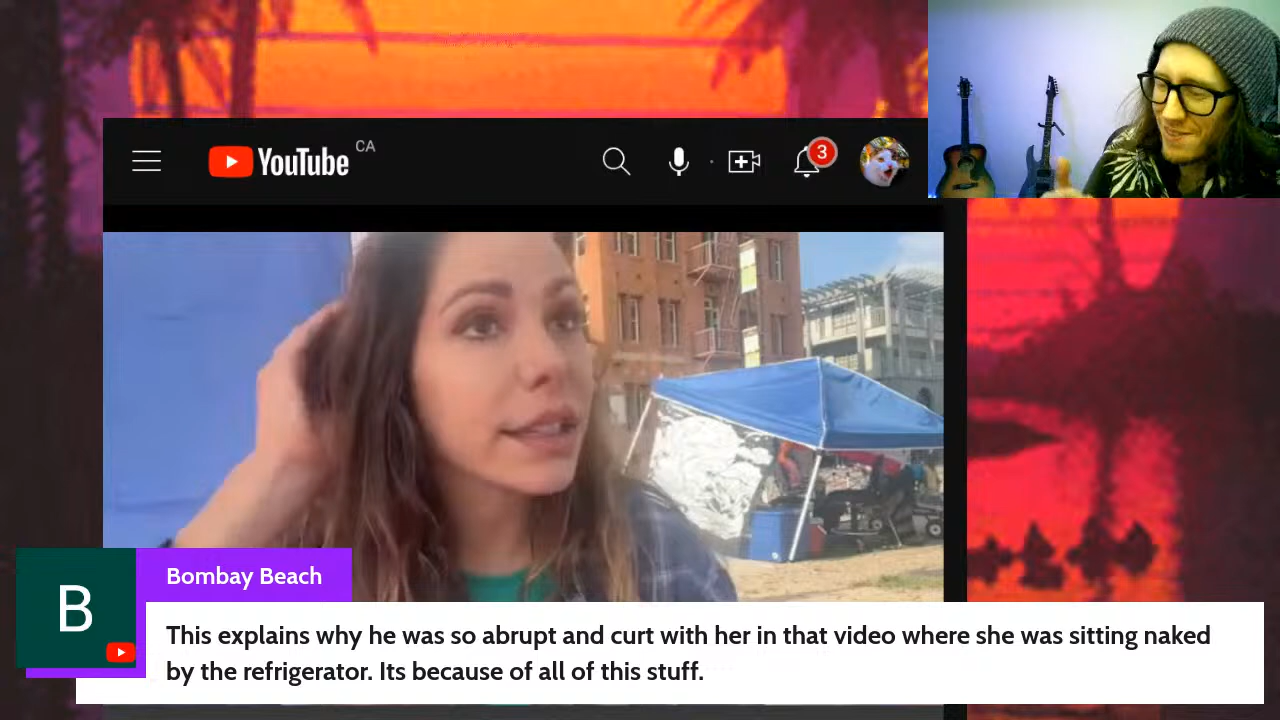 YouTube CA
3
B
Bombay Beach
This explains why he was so abrupt and curt with her in that video where she was sitting naked
by the refrigerator. Its because of all of this stuff.